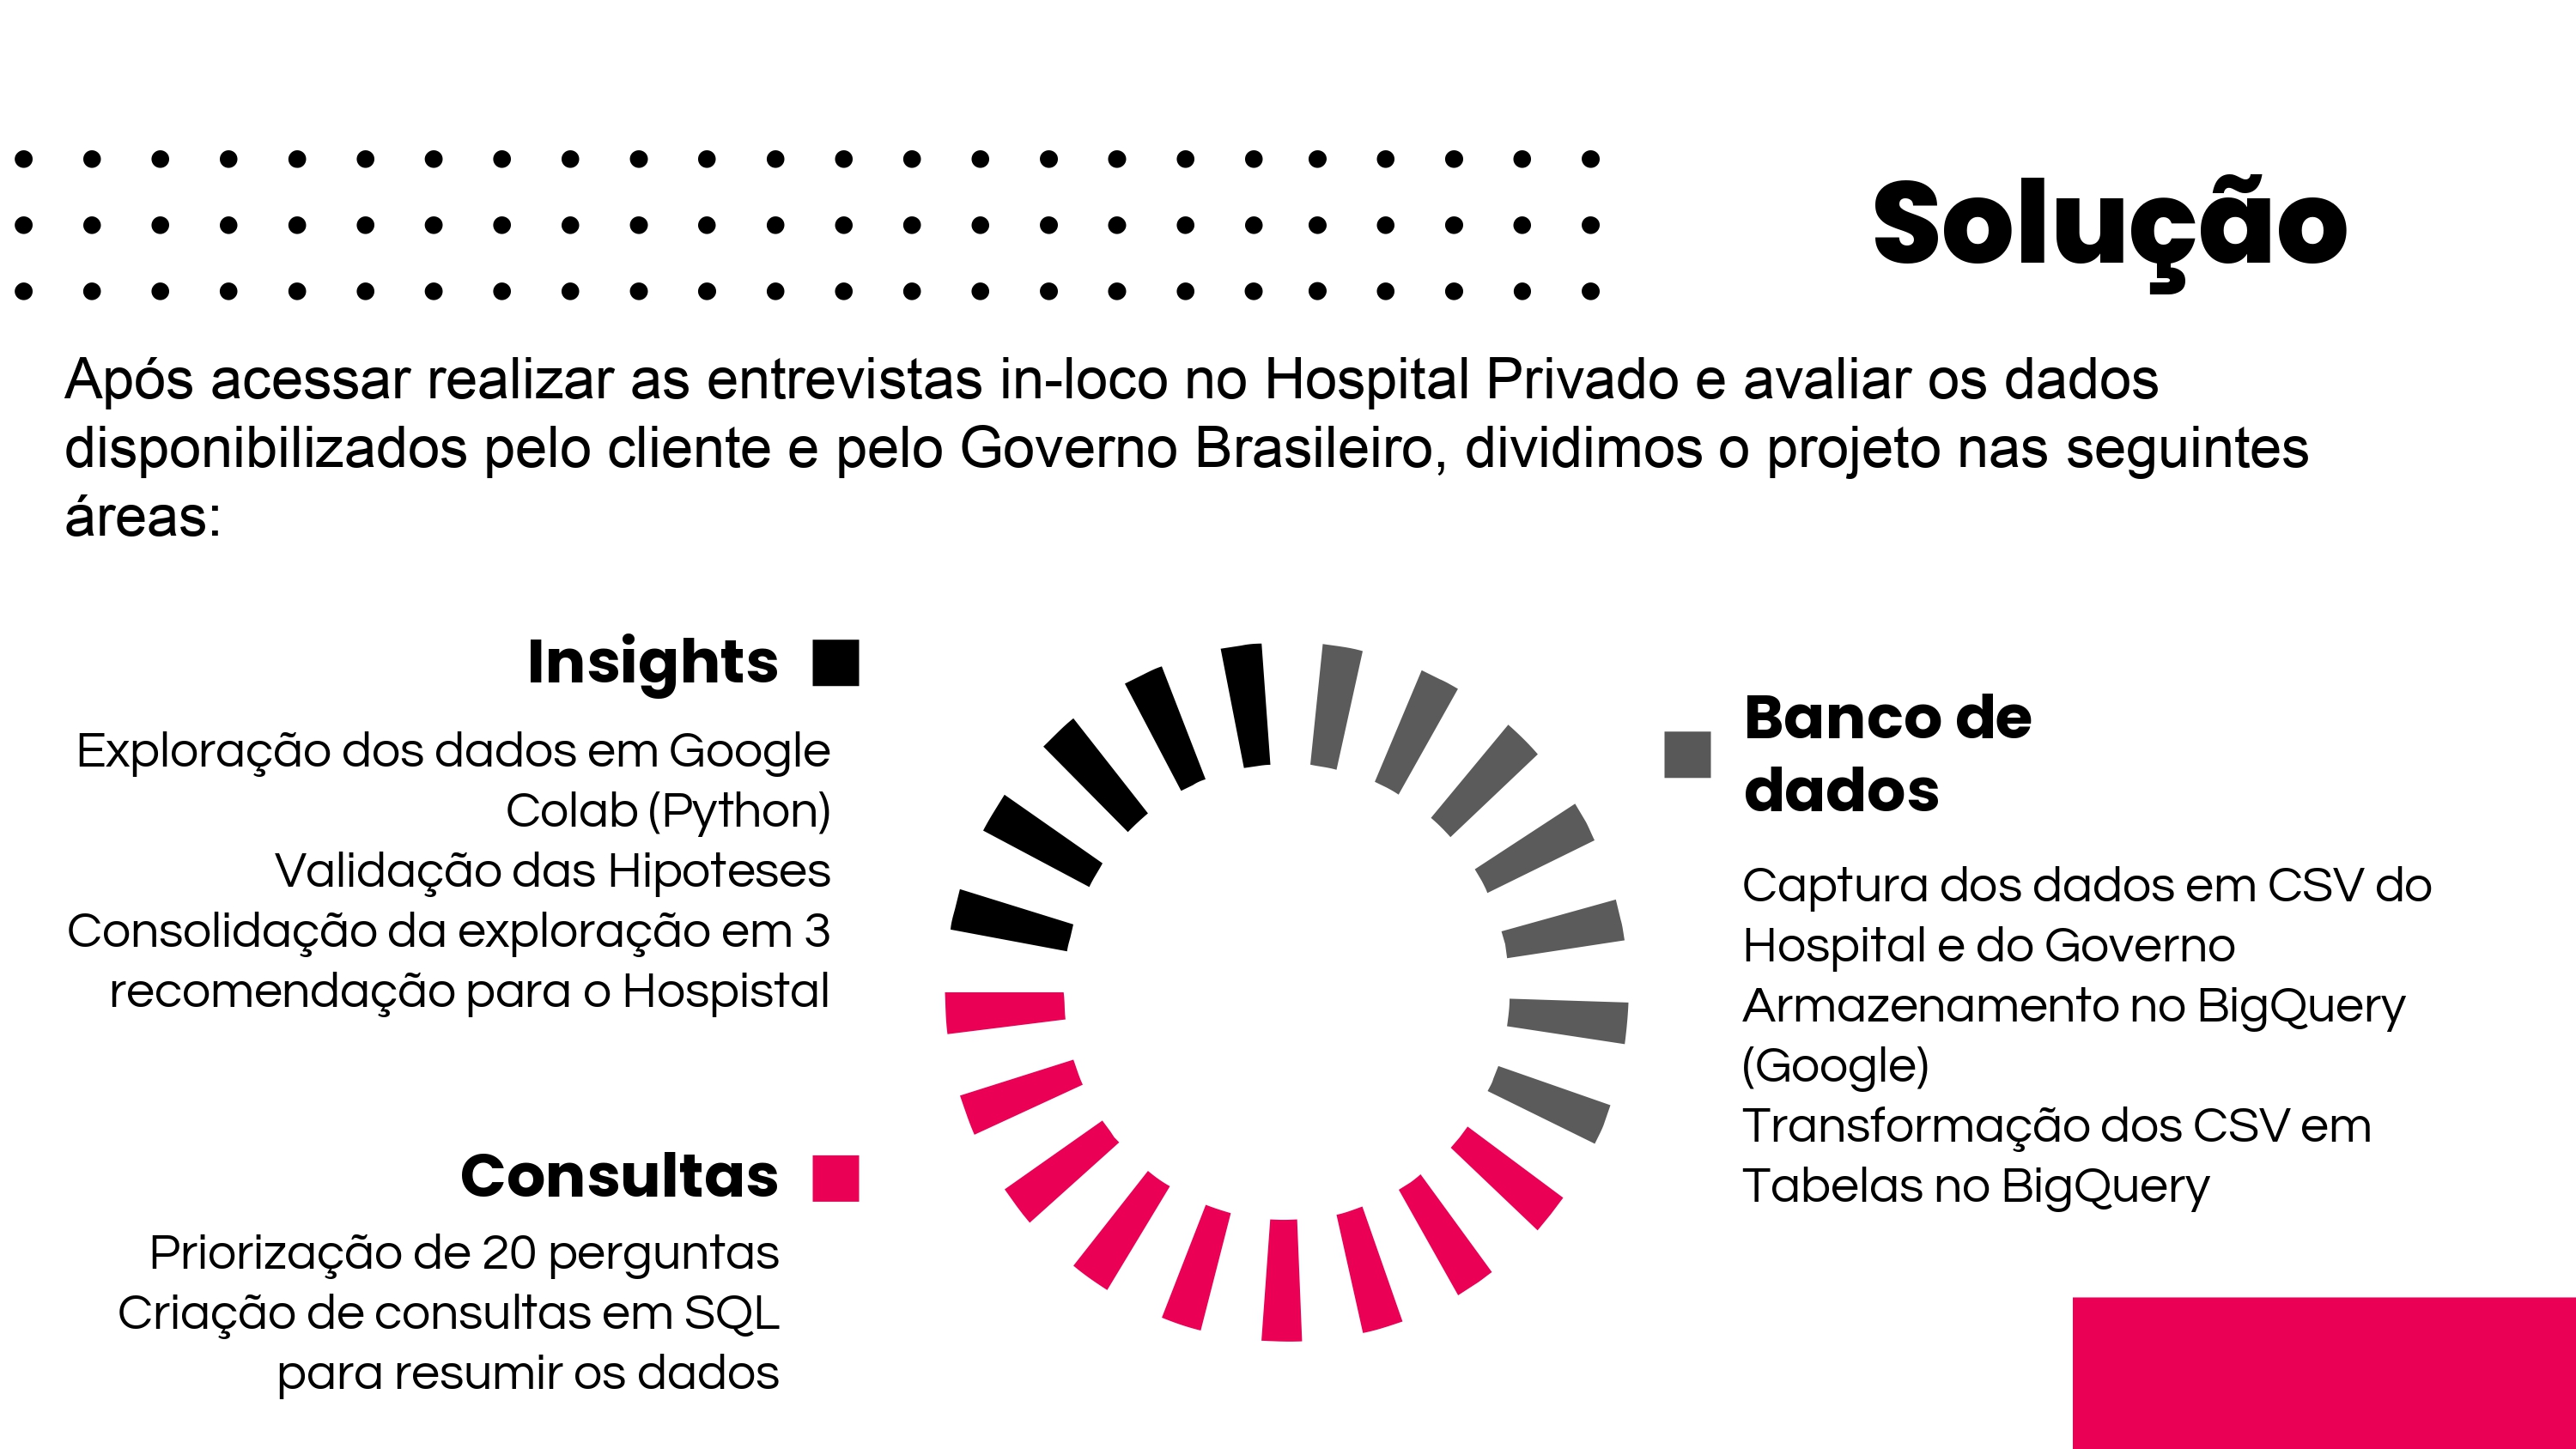 Solução
Após acessar realizar as entrevistas in-loco no Hospital Privado e avaliar os dados
disponibilizados pelo cliente e pelo Governo Brasileiro, dividimos o projeto nas seguintes
áreas:
Insights
Exploração dos dados em Google
Colab (Python)
Validação das Hipoteses
Consolidação da exploração em 3
recomendação para o Hospistal
Consultas
Priorização de 20 perguntas
Criação de consultas em SQL
para resumir os dados
Banco de
dados
Captura dos dados em CSV do
Hospital e do Governo
Armazenamento no BigQuery
(Google)
Transformação dos CSV em
Tabelas no BigQuery